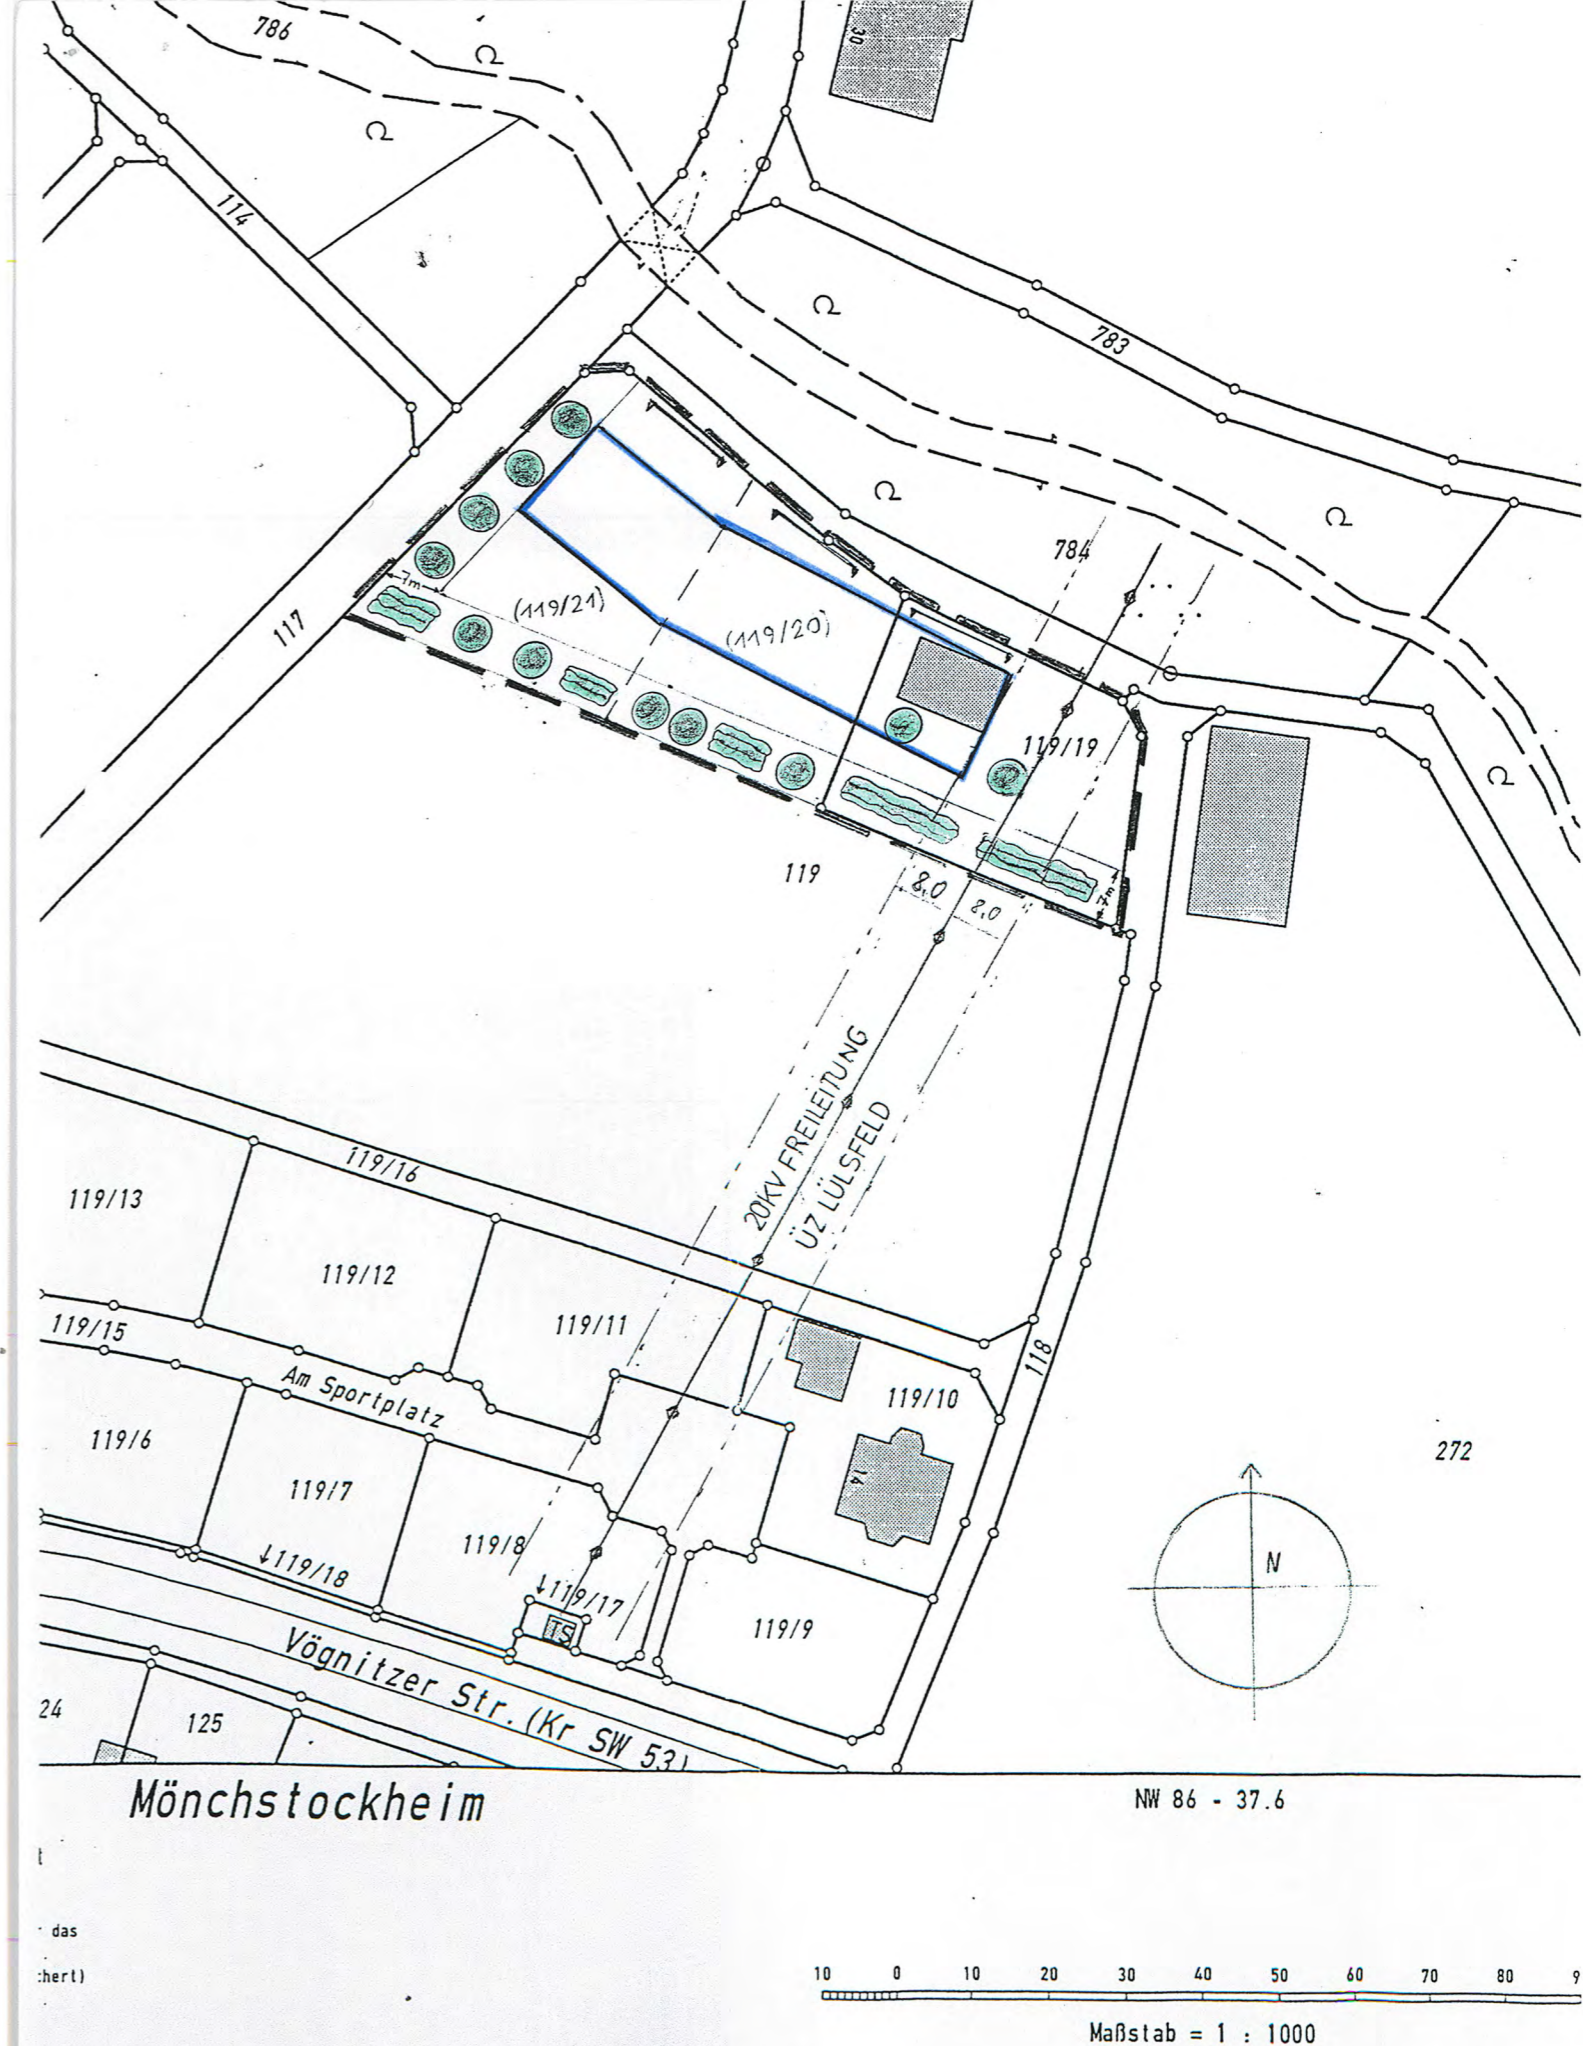 786
30
114
783
784
7m
(119/21)
(119/20)
117
119/19
119
8,0
8,0
7m
20KV FREILEITUNG
ÜZ LÜLSFELD
119/16
119/13
119/12
119/11
119/15
118
Am Sportplatz
119/10
119/6
14
272
119/7
119/8
N
↓119/18
↓119/17
TS
119/9
Vögnitzer Str. (Kr SW 53)
24
125
Mönchstockheim
NW 86 - 37.6
t
das
chert)
10 0 10 20 30 40 50 60 70 80 9
Maßstab = 1 : 1000